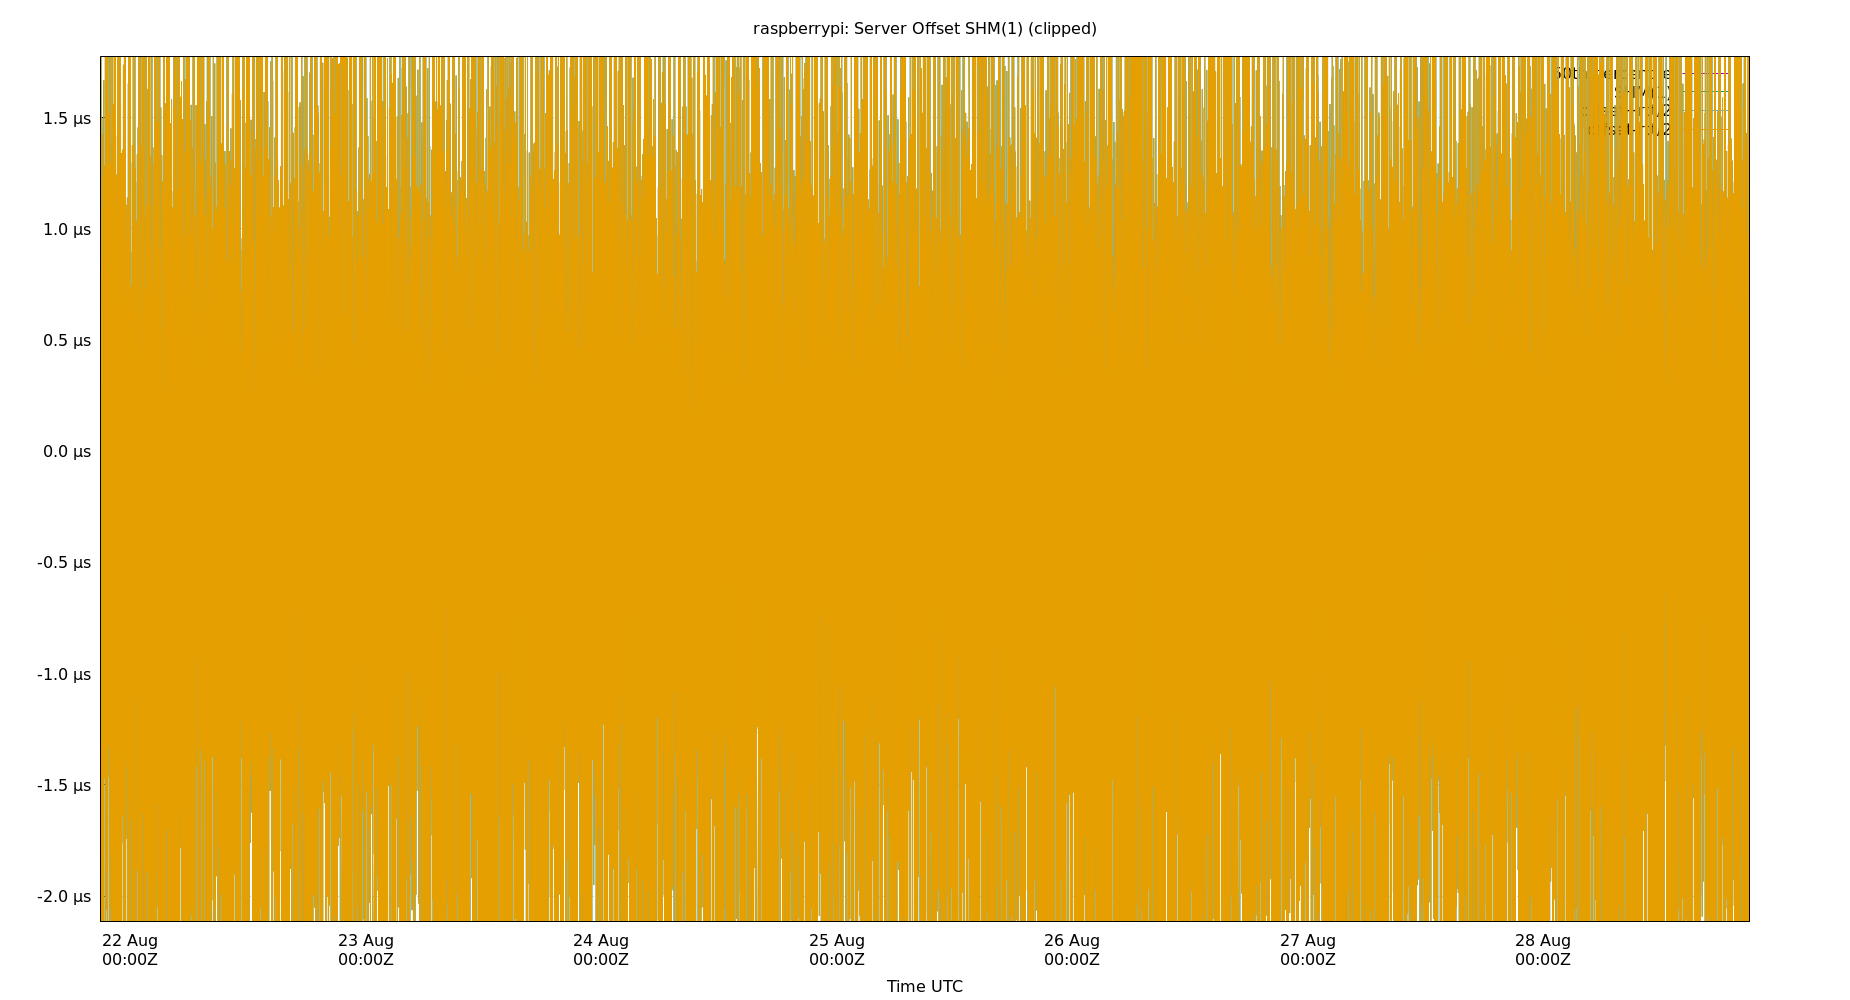 raspberrypi: Server Offset SHM(1) (clipped)
1.5 µs
1.0 µs
0.5 µs
0.0 µs
-0.5 µs
-1.0 µs
-1.5 µs
-2.0 µs
22 Aug 23 Aug 24 Aug 25 Aug 26 Aug 27 Aug 28 Aug
00:00Z 00:00Z 00:00Z 00:00Z 00:00Z 00:00Z 00:00Z
Time UTC